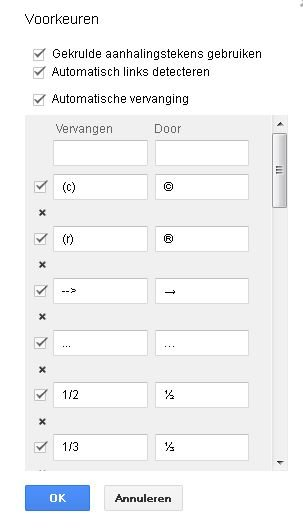 Voorkeuren
Gekrulde aanhalingstekens gebruiken
Automatisch links detecteren
Automatische vervanging
Vervangen Door
(c) ©
(r) ®
--> →
... …
1/2 ½
1/3 ⅓
OK Annuleren